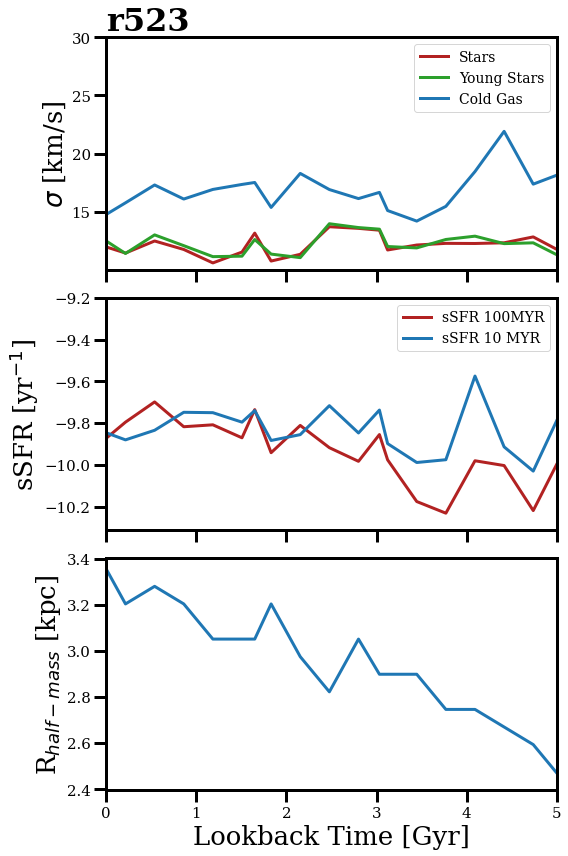 r523
30
25
20
15
σ [km/s]
Stars
Young Stars
Cold Gas
−9.2
−9.4
−9.6
−9.8
−10.0
−10.2
sSFR [yr⁻¹]
sSFR 100MYR
sSFR 10 MYR
3.4
3.2
3.0
2.8
2.6
2.4
R_half−mass [kpc]
0 1 2 3 4 5
Lookback Time [Gyr]